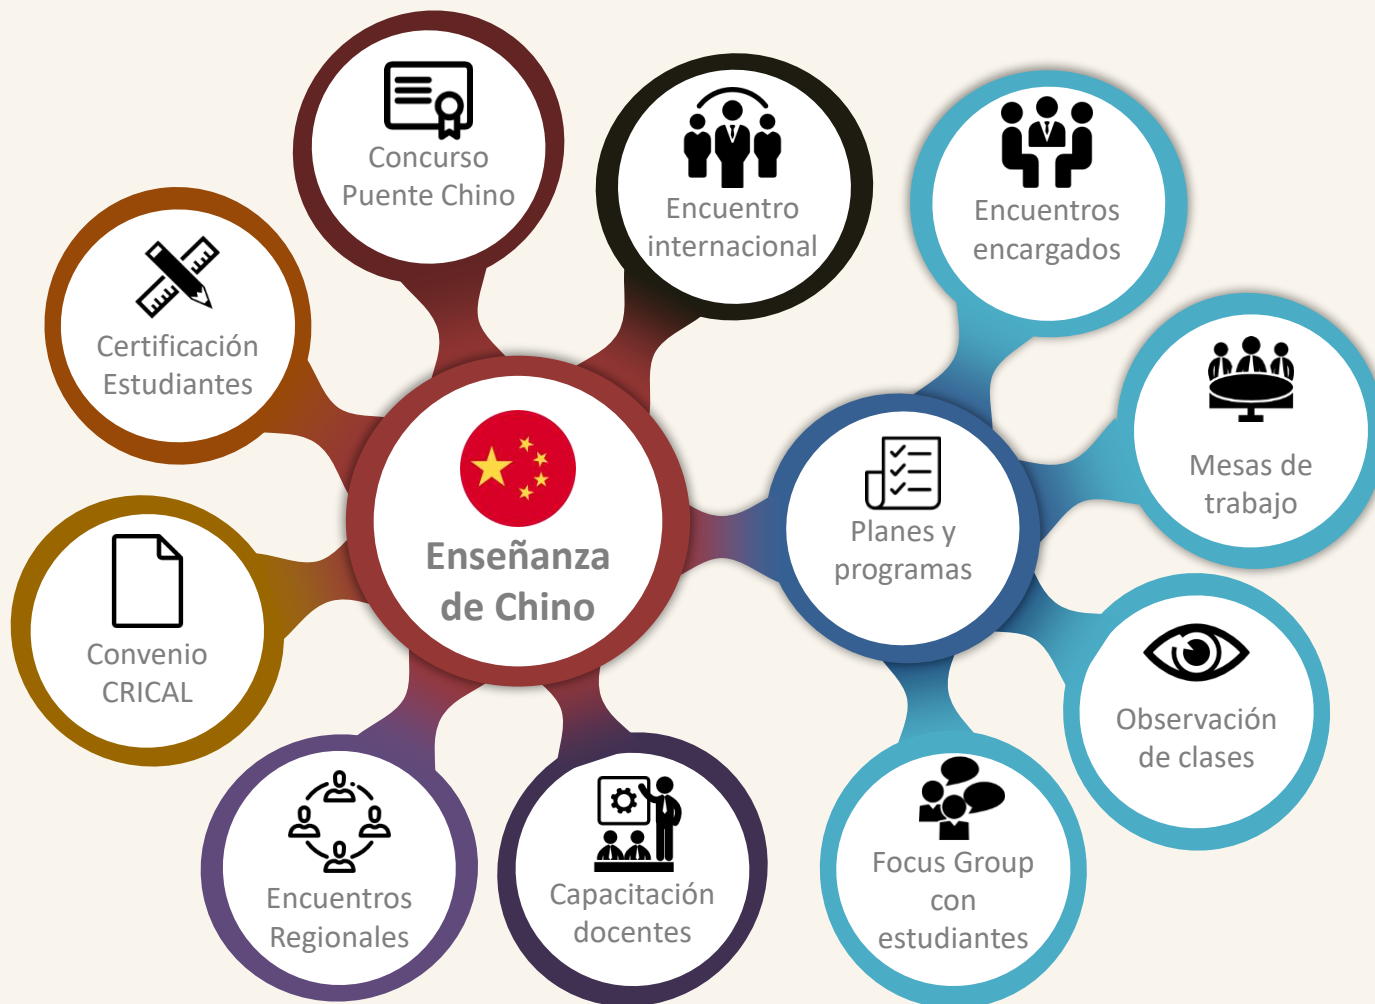 Concurso
Puente Chino
Encuentro
internacional
Encuentros
encargados
Certificación
Estudiantes
Mesas de
trabajo
Enseñanza
de Chino
Planes y
programas
Convenio
CRICAL
Observación
de clases
Encuentros
Regionales
Capacitación
docentes
Focus Group
con
estudiantes